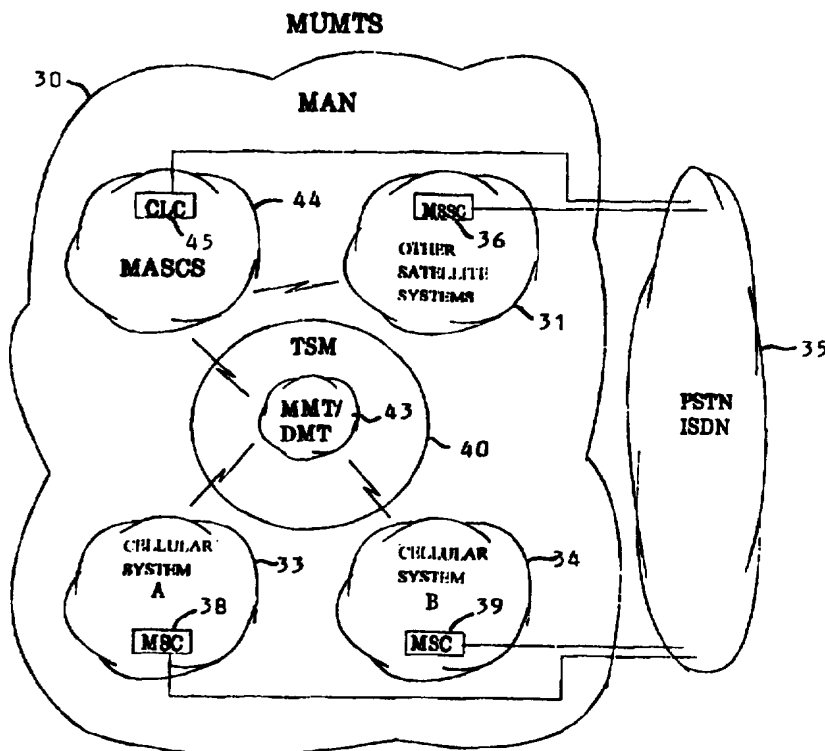 MUMTS
30
MAN
CLC
45
44
MASCS
MSSC
36
OTHER
SATELLITE
SYSTEMS
31
TSM
MMT/
DMT
43
40
35
PSTN
ISDN
CELLULAR
SYSTEM
A
33
38
MSC
CELLULAR
SYSTEM
B
34
39
MSC